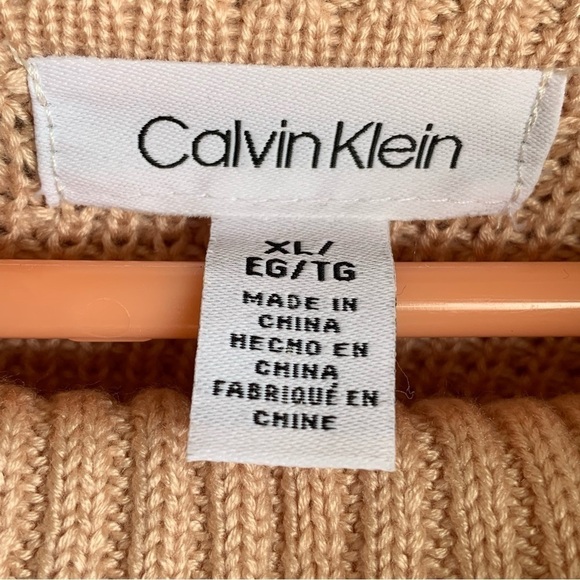 Calvin Klein
XL/
EG/TG
MADE IN
CHINA
HECHO EN
CHINA
FABRIQUÉ EN
CHINE